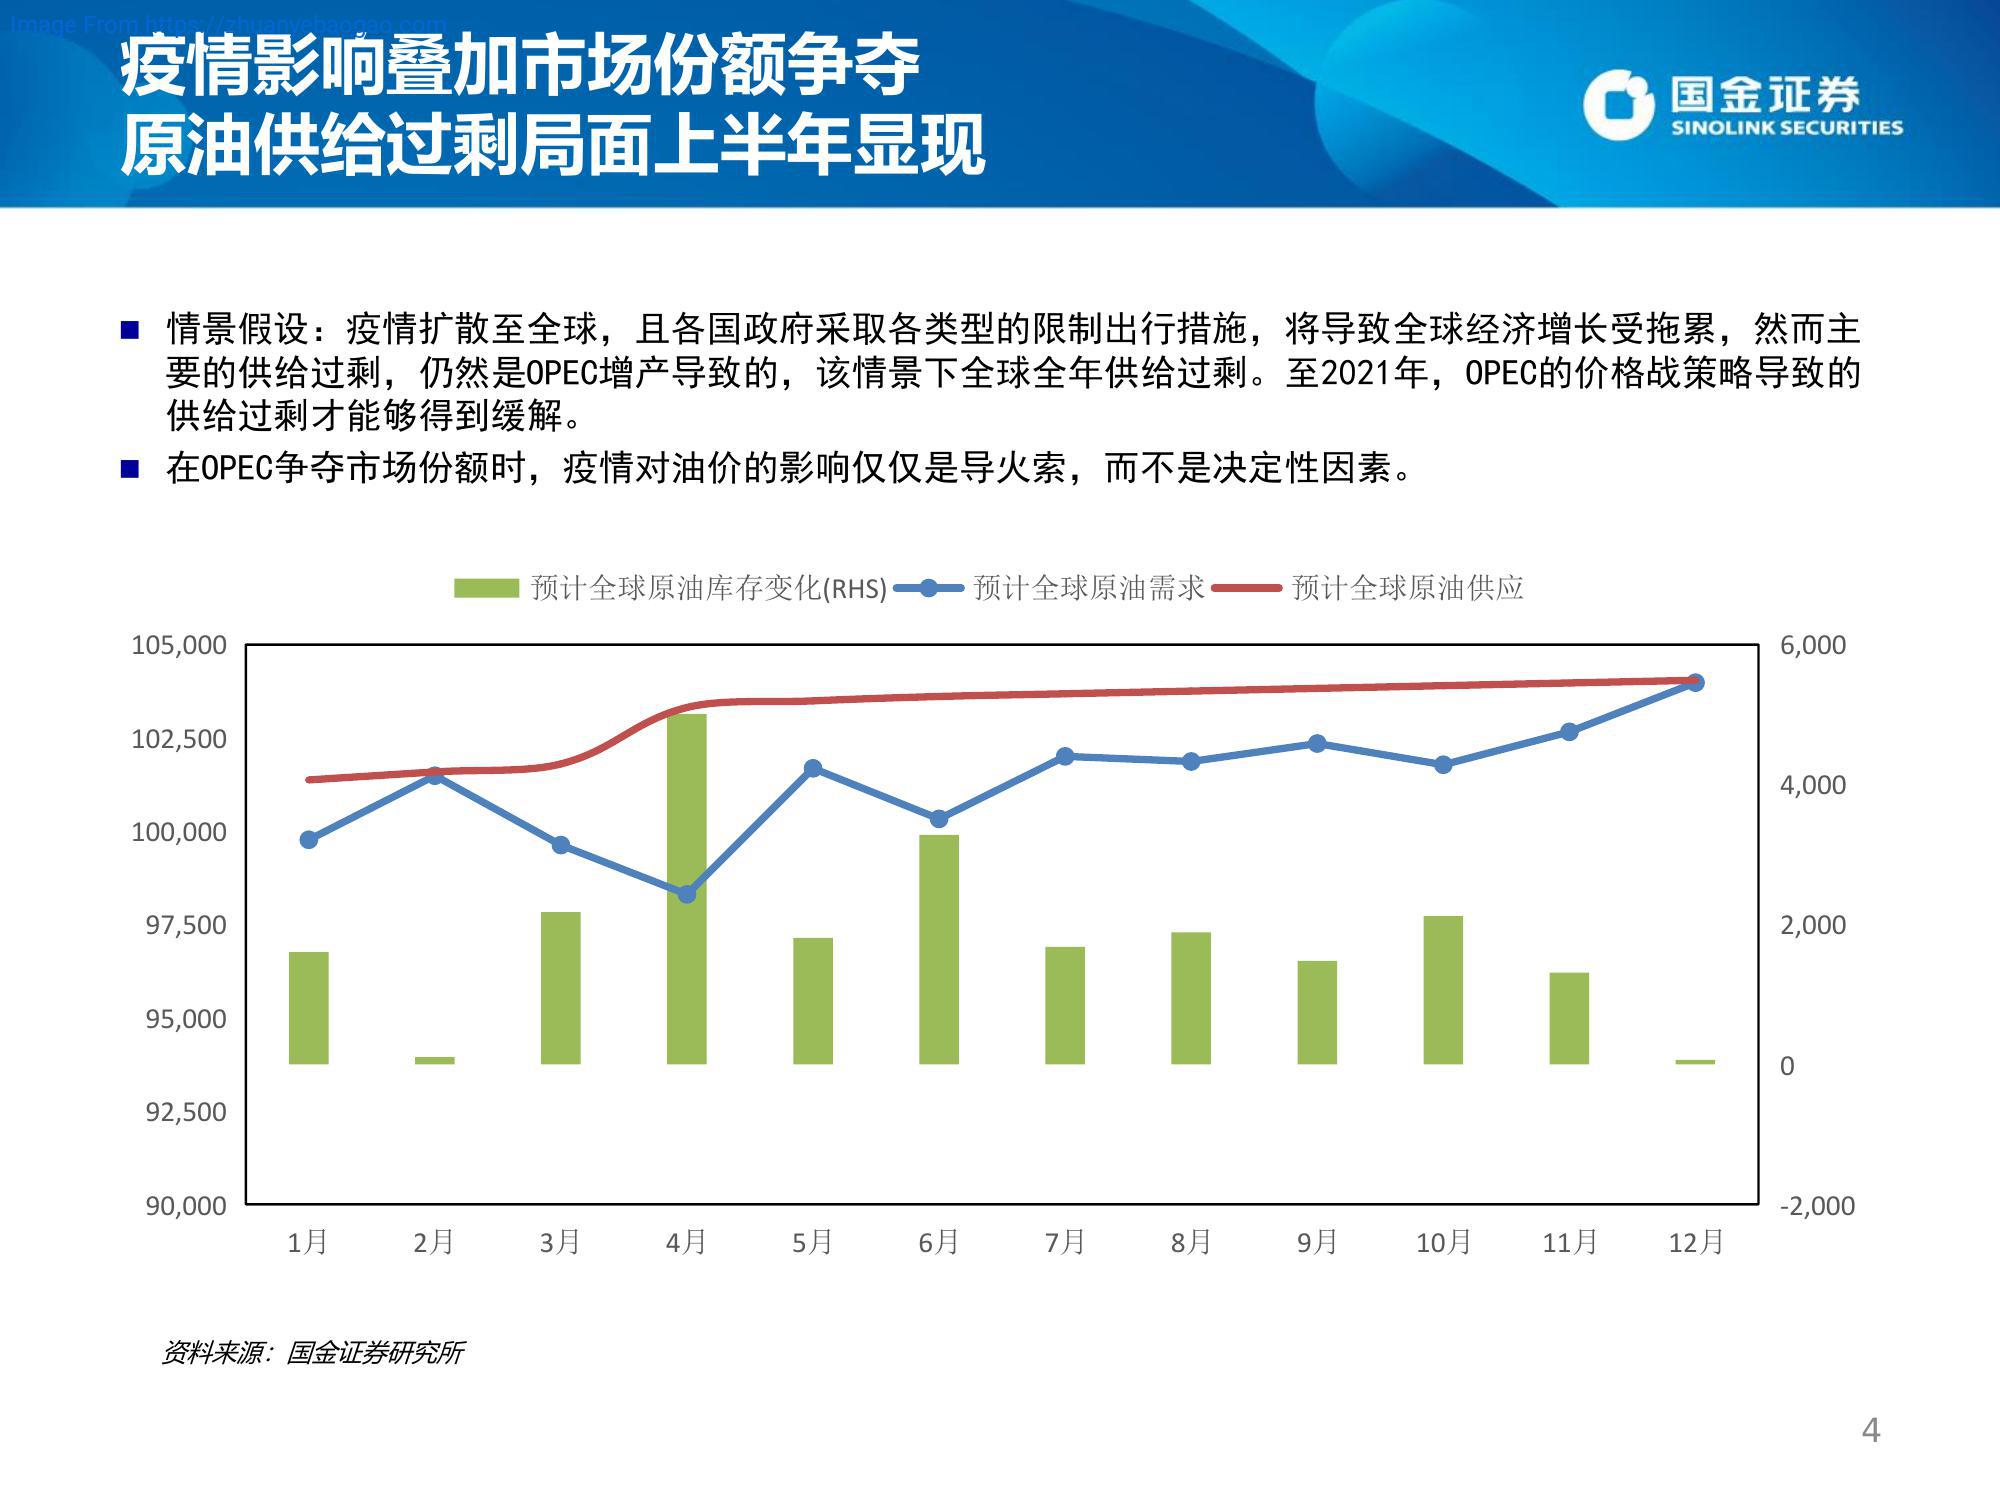 Image From https://zhuanyebaogao.com
疫情影响叠加市场份额争夺
原油供给过剩局面上半年显现
国金证券
SINOLINK SECURITIES
■ 情景假设：疫情扩散至全球，且各国政府采取各类型的限制出行措施，将导致全球经济增长受拖累，然而主
要的供给过剩，仍然是OPEC增产导致的，该情景下全球全年供给过剩。至2021年，OPEC的价格战策略导致的
供给过剩才能够得到缓解。
■ 在OPEC争夺市场份额时，疫情对油价的影响仅仅是导火索，而不是决定性因素。
预计全球原油库存变化(RHS) 预计全球原油需求 预计全球原油供应
105,000
102,500
100,000
97,500
95,000
92,500
90,000
6,000
4,000
2,000
0
-2,000
1月 2月 3月 4月 5月 6月 7月 8月 9月 10月 11月 12月
资料来源：国金证券研究所
4